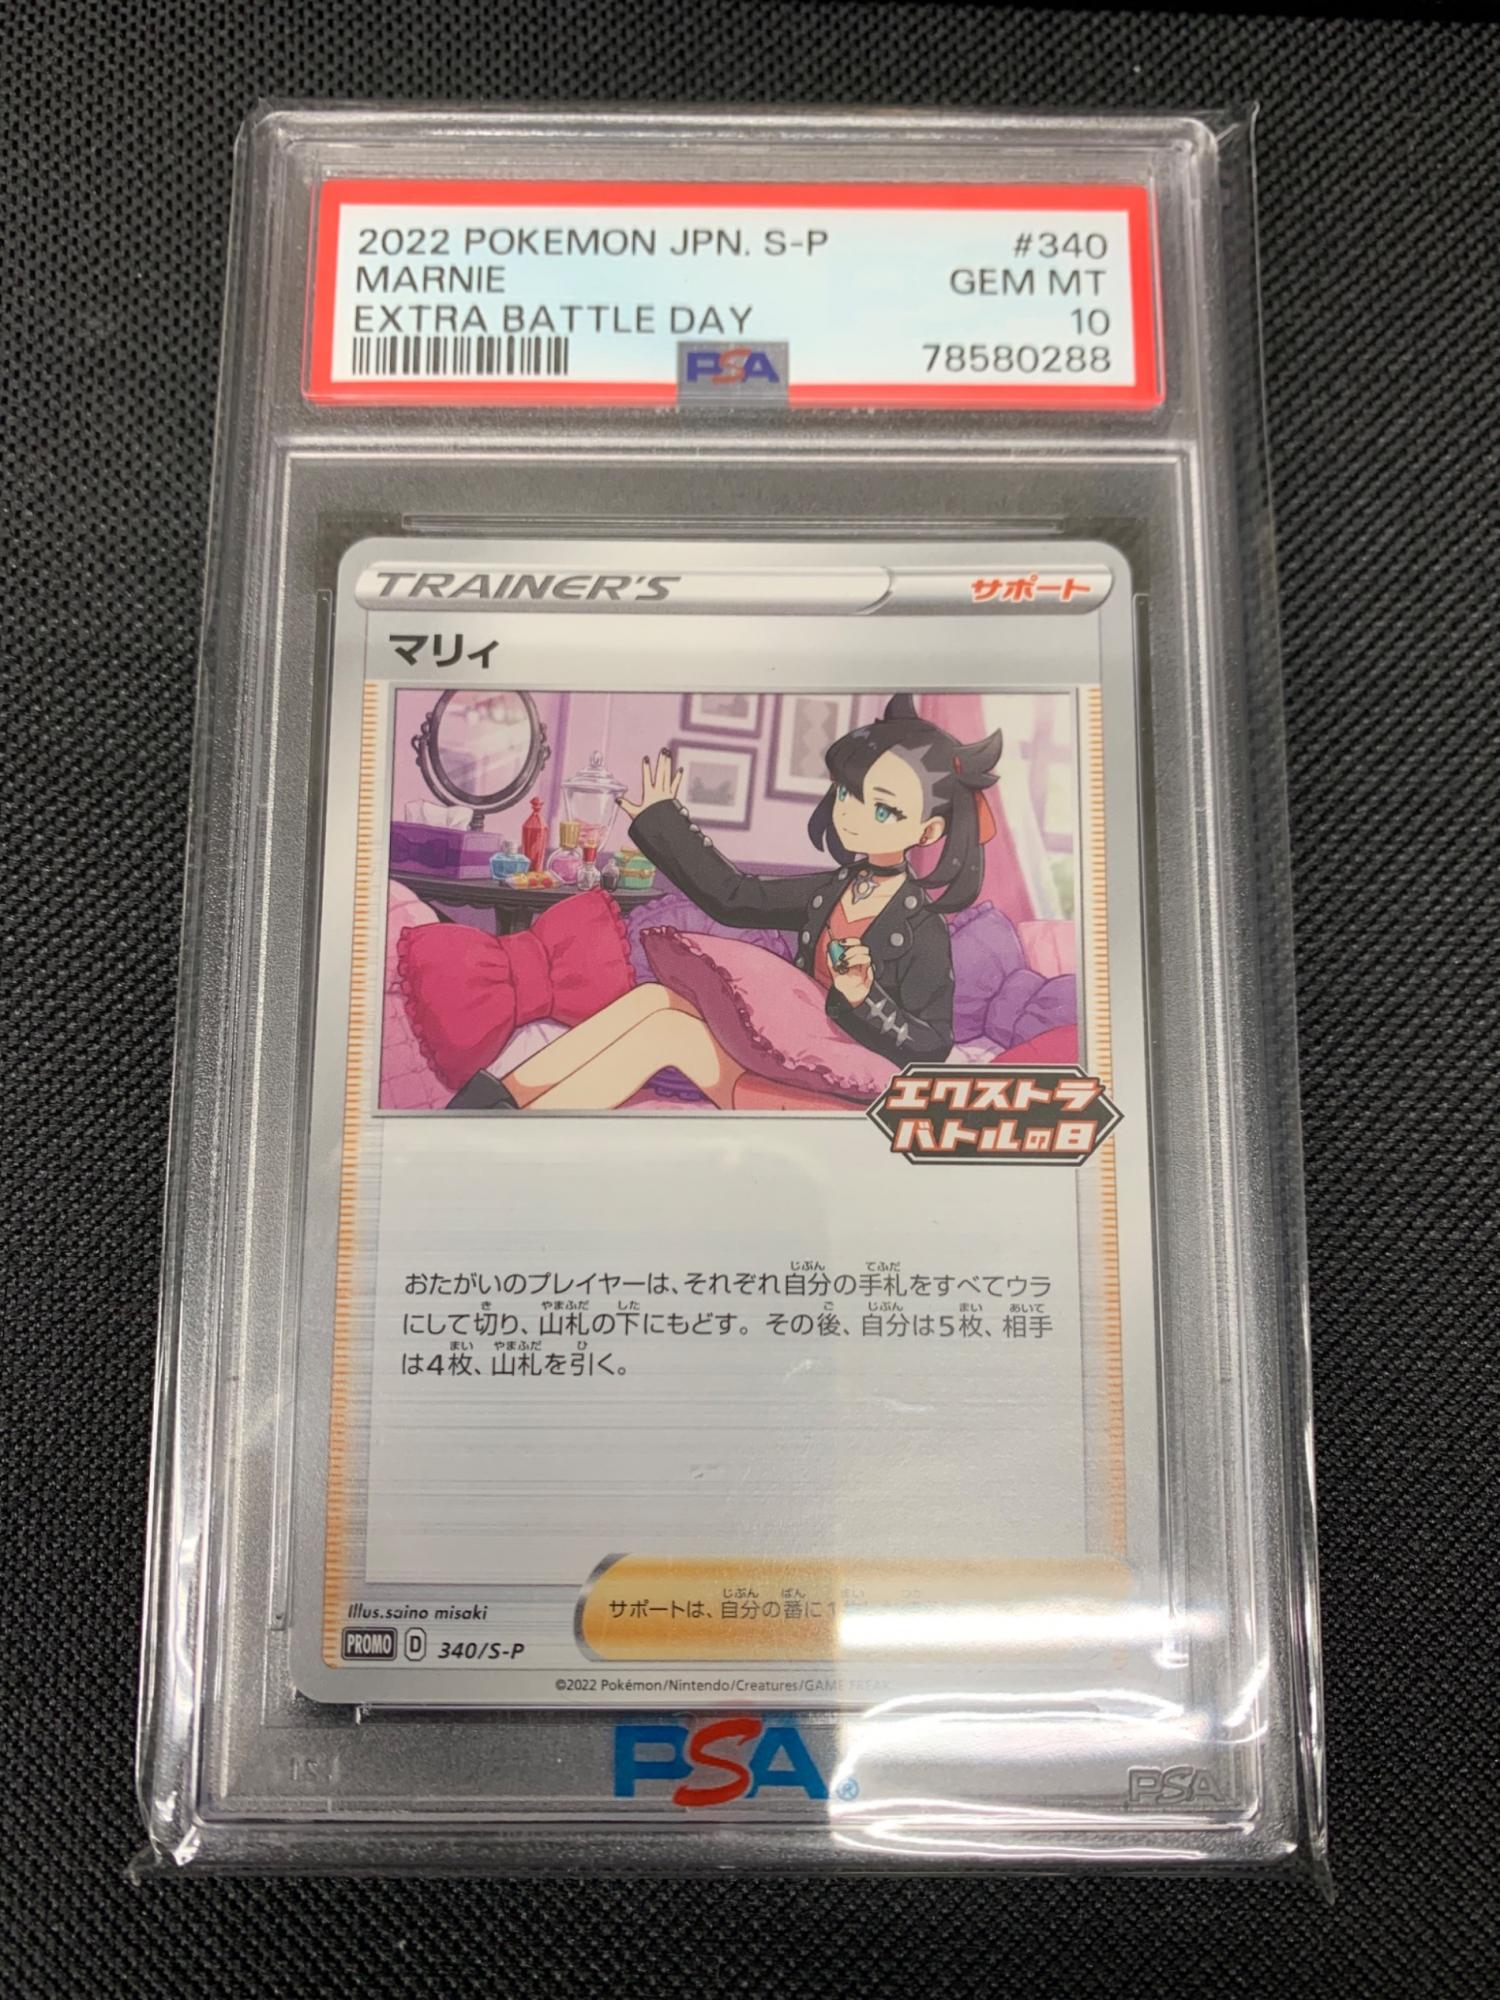 2022 POKEMON JPN. S-P #340
MARNIE GEM MT
EXTRA BATTLE DAY 10
PSA 78580288
TRAINER'S サポート
マリィ
エクストラ
バトルの日
おたがいのプレイヤーは、それぞれ自分の手札をすべてウラ
にして切り、山札の下にもどす。その後、自分は5枚、相手
は4枚、山札を引く。
サポートは、自分の番に1
Illus.saino misaki
PROMO D 340/S-P
©2022 Pokémon/Nintendo/Creatures/GAME FREAK
PSA®
PSA